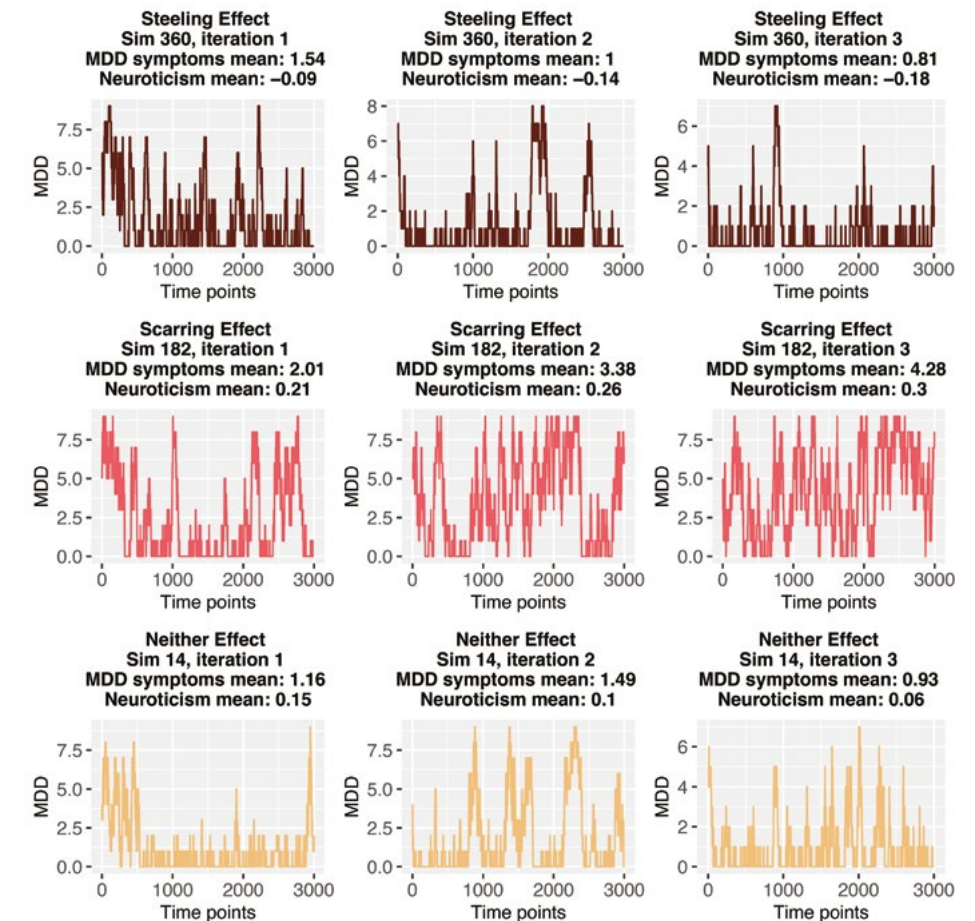 Steeling Effect
Sim 360, iteration 1
MDD symptoms mean: 1.54
Neuroticism mean: −0.09
7.5
5.0
2.5
0.0
MDD
0 1000 2000 3000
Time points
Steeling Effect
Sim 360, iteration 2
MDD symptoms mean: 1
Neuroticism mean: −0.14
8
6
4
2
0
MDD
0 1000 2000 3000
Time points
Steeling Effect
Sim 360, iteration 3
MDD symptoms mean: 0.81
Neuroticism mean: −0.18
6
4
2
0
MDD
0 1000 2000 3000
Time points
Scarring Effect
Sim 182, iteration 1
MDD symptoms mean: 2.01
Neuroticism mean: 0.21
7.5
5.0
2.5
0.0
MDD
0 1000 2000 3000
Time points
Scarring Effect
Sim 182, iteration 2
MDD symptoms mean: 3.38
Neuroticism mean: 0.26
7.5
5.0
2.5
0.0
MDD
0 1000 2000 3000
Time points
Scarring Effect
Sim 182, iteration 3
MDD symptoms mean: 4.28
Neuroticism mean: 0.3
7.5
5.0
2.5
0.0
MDD
0 1000 2000 3000
Time points
Neither Effect
Sim 14, iteration 1
MDD symptoms mean: 1.16
Neuroticism mean: 0.15
7.5
5.0
2.5
0.0
MDD
0 1000 2000 3000
Time points
Neither Effect
Sim 14, iteration 2
MDD symptoms mean: 1.49
Neuroticism mean: 0.1
7.5
5.0
2.5
0.0
MDD
0 1000 2000 3000
Time points
Neither Effect
Sim 14, iteration 3
MDD symptoms mean: 0.93
Neuroticism mean: 0.06
6
4
2
0
MDD
0 1000 2000 3000
Time points